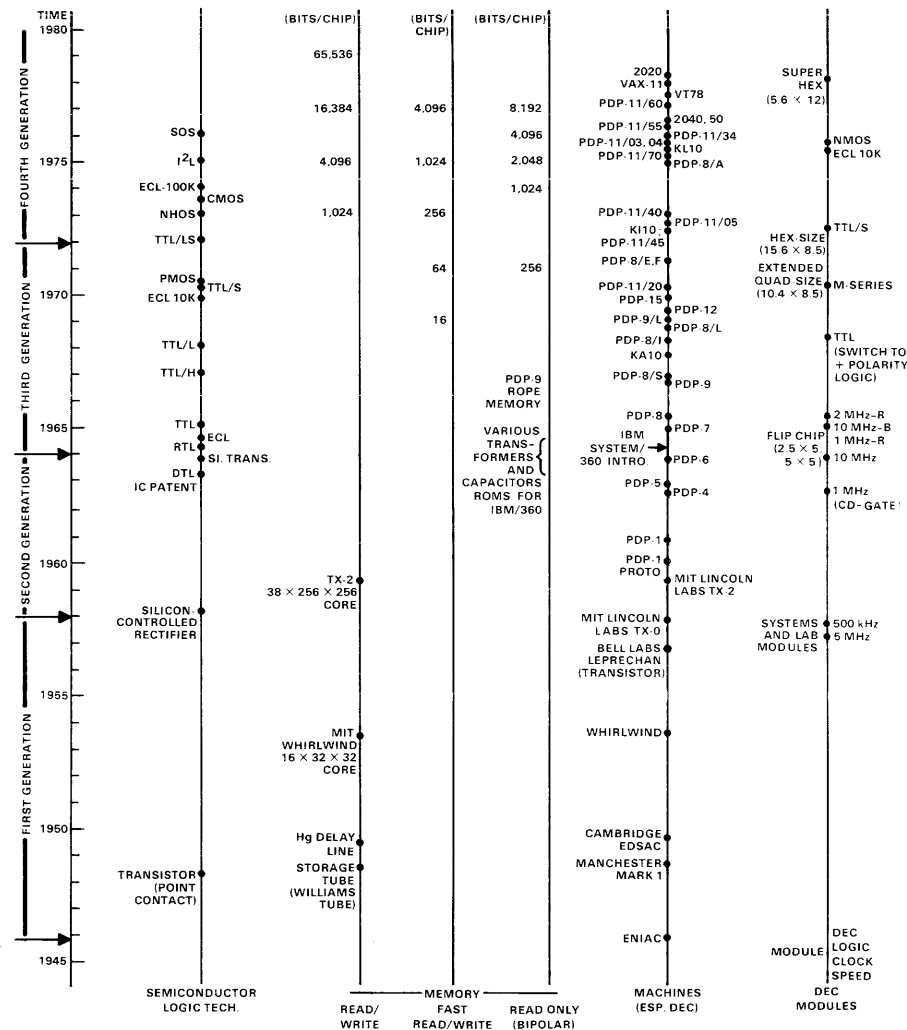 TIME
1980
1975
1970
1965
1960
1955
1950
1945
FOURTH GENERATION
THIRD GENERATION
SECOND GENERATION
FIRST GENERATION
SOS
I²L
ECL-100K
CMOS
NHOS
TTL/LS
PMOS
TTL/S
ECL 10K
TTL/L
TTL/H
TTL
ECL
RTL
SI. TRANS.
DTL
IC PATENT
SILICON-
CONTROLLED
RECTIFIER
TRANSISTOR
(POINT
CONTACT)
SEMICONDUCTOR
LOGIC TECH.
(BITS/CHIP)
65,536
16,384
4,096
1,024
TX-2
38 × 256 × 256
CORE
MIT
WHIRLWIND
16 × 32 × 32
CORE
Hg DELAY
LINE
STORAGE
TUBE
(WILLIAMS
TUBE)
(BITS/
CHIP)
4,096
1,024
256
64
16
(BITS/CHIP)
8,192
4,096
2,048
1,024
256
PDP-9
ROPE
MEMORY
VARIOUS
TRANS-
FORMERS
AND
CAPACITORS
ROMS FOR
IBM/360
MEMORY
READ/
WRITE
FAST
READ/WRITE
READ ONLY
(BIPOLAR)
2020
VAX-11
VT78
PDP-11/60
2040, 50
PDP-11/55
PDP-11/34
PDP-11/03, 04
KL10
PDP-11/70
PDP-8/A
PDP-11/40
PDP-11/05
KI10
PDP-11/45
PDP-8/E,F
PDP-11/20
PDP-15
PDP-12
PDP-9/L
PDP-8/L
PDP-8/I
KA10
PDP-8/S
PDP-9
PDP-8
PDP-7
IBM
SYSTEM/
360 INTRO.
PDP-6
PDP-5
PDP-4
PDP-1
PDP-1
PROTO
MIT LINCOLN
LABS TX-2
MIT LINCOLN
LABS TX-0
BELL LABS
LEPRECHAN
(TRANSISTOR)
WHIRLWIND
CAMBRIDGE
EDSAC
MANCHESTER
MARK 1
ENIAC
MACHINES
(ESP. DEC)
SUPER
HEX
(5.6 × 12)
NMOS
ECL 10K
TTL/S
HEX-SIZE
(15.6 × 8.5)
EXTENDED
QUAD-SIZE
(10.4 × 8.5)
M-SERIES
TTL
(SWITCH TO
+ POLARITY
LOGIC)
2 MHz-R
10 MHz-B
1 MHz-R
FLIP CHIP
(2.5 × 5,
5 × 5)
10 MHz
1 MHz
(CD-GATE
SYSTEMS
AND LAB
MODULES
500 kHz
5 MHz
MODULE
DEC
LOGIC
CLOCK
SPEED
DEC
MODULES